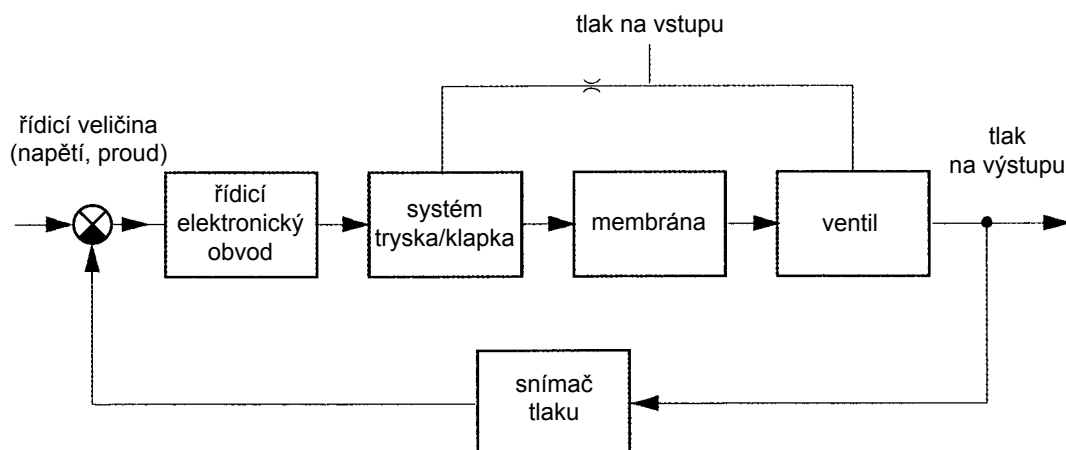 tlak na vstupu
řídicí veličina
(napětí, proud)
tlak
na výstupu
řídicí
elektronický
obvod
systém
tryska/klapka
membrána
ventil
snímač
tlaku